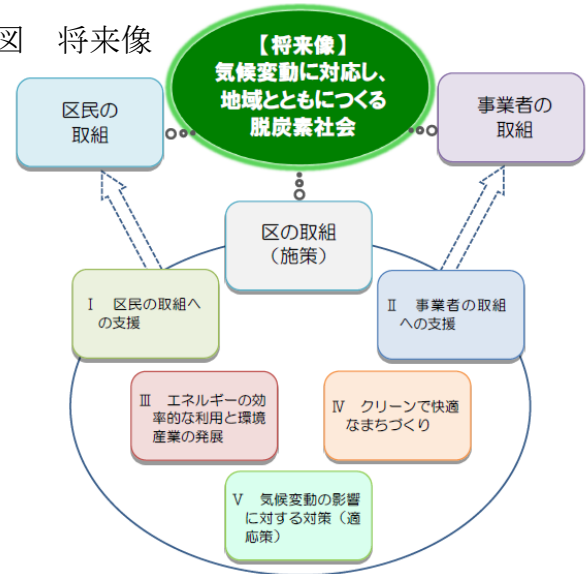 図　将来像
【将来像】
気候変動に対応し、
地域とともにつくる
脱炭素社会
区民の
取組
事業者の
取組
区の取組
（施策）
Ⅰ　区民の取組へ
の支援
Ⅱ　事業者の取組
への支援
Ⅲ　エネルギーの効
率的な利用と環境
産業の発展
Ⅳ　クリーンで快適
なまちづくり
Ⅴ　気候変動の影響
に対する対策（適
応策）